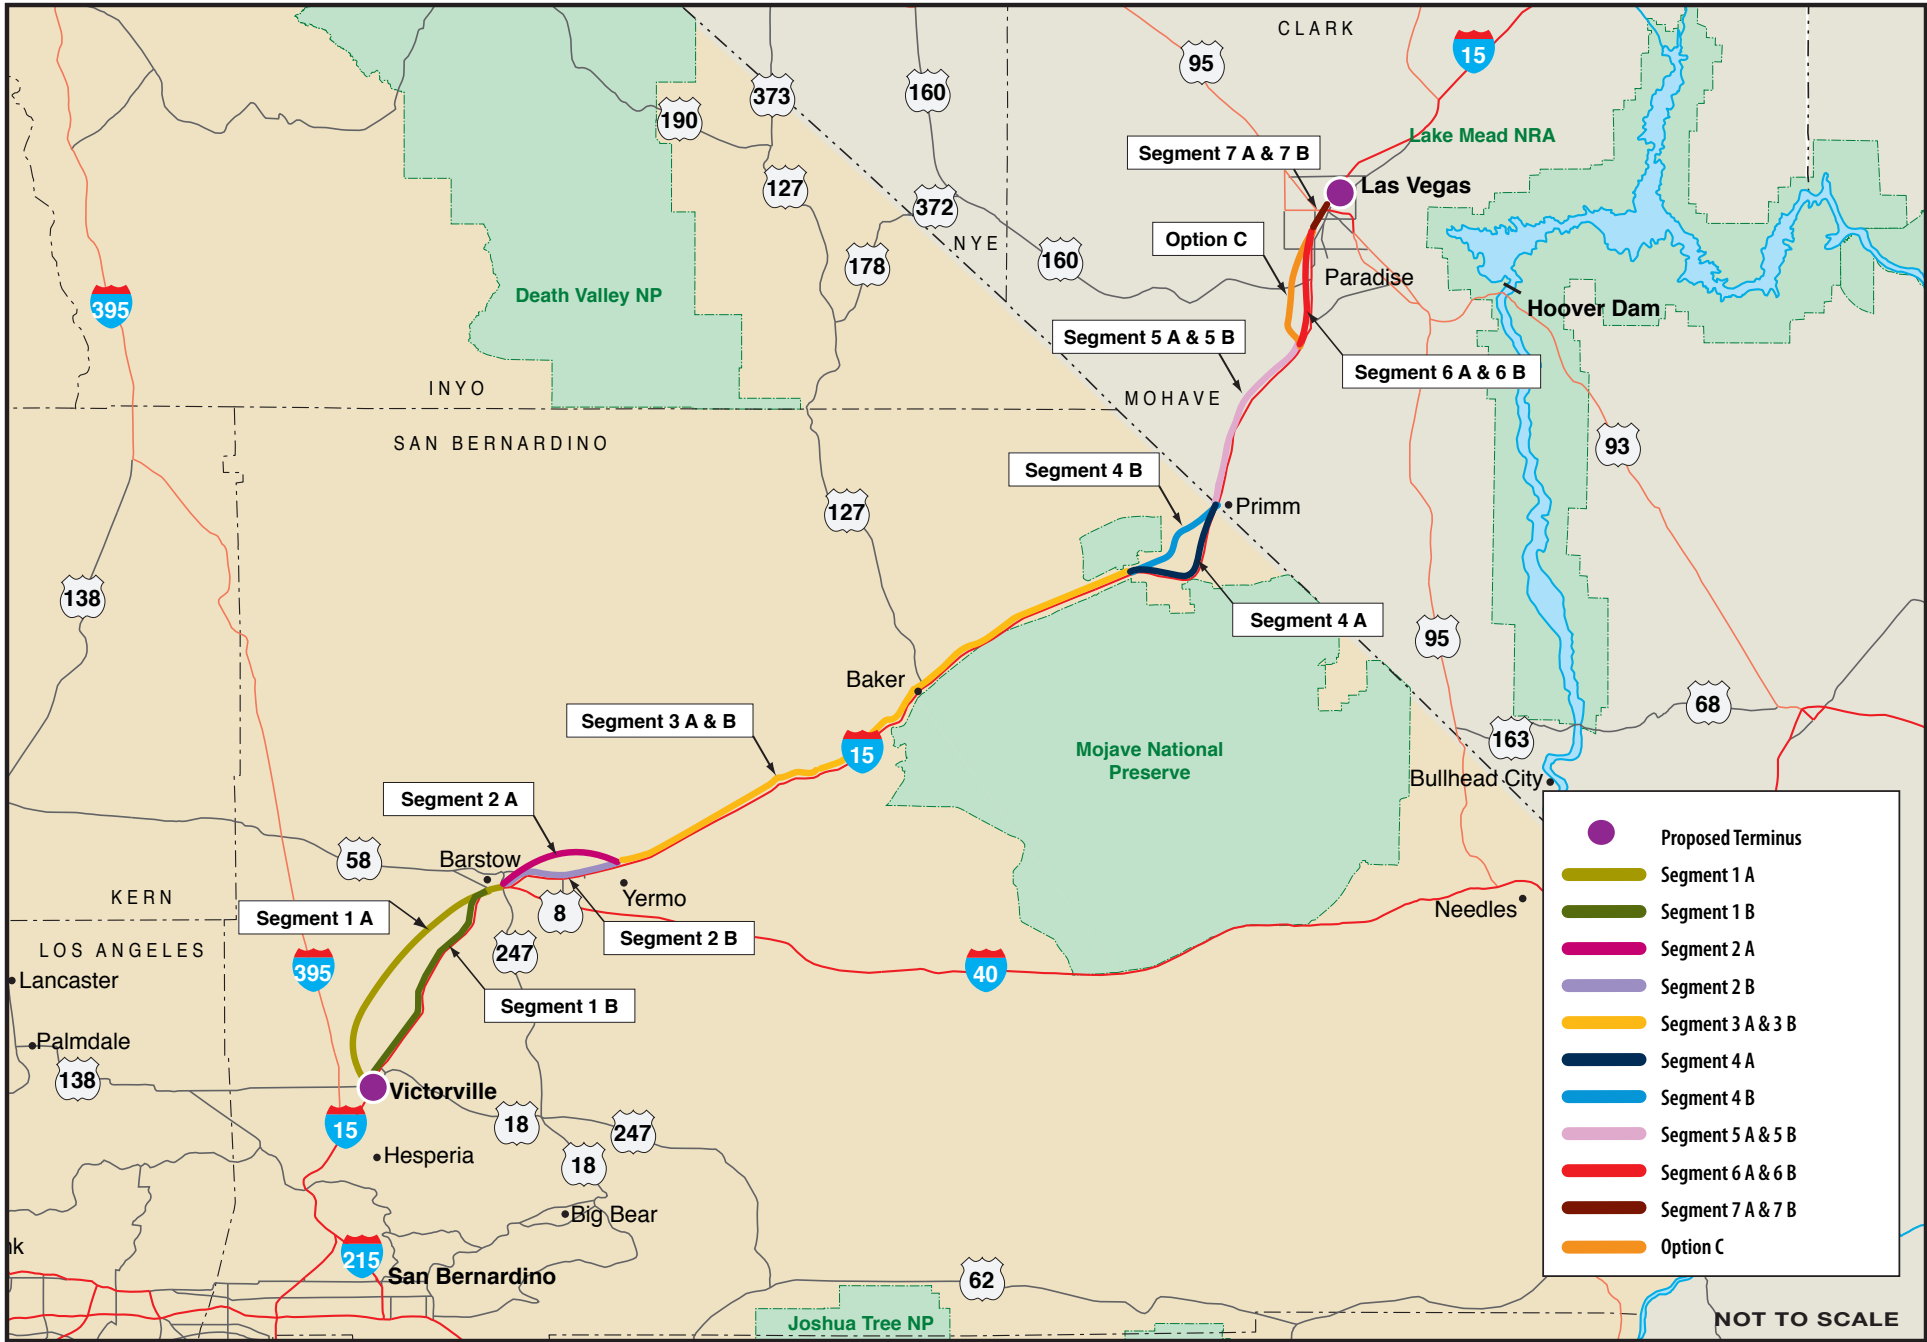 CLARK
15
95
373
160
190
Lake Mead NRA
Segment 7 A & 7 B
Las Vegas
127
372
NYE
Option C
178
160
Paradise
Death Valley NP
395
Hoover Dam
Segment 5 A & 5 B
Segment 6 A & 6 B
INYO
MOHAVE
SAN BERNARDINO
93
Segment 4 B
127
Primm
138
Segment 4 A
95
Baker
68
Segment 3 A & B
163
15
Mojave National
Preserve
Bullhead City
Segment 2 A
58
Barstow
KERN
Yermo
8
Needles
Segment 1 A
LOS ANGELES
Segment 2 B
247
395
40
Lancaster
Segment 1 B
Palmdale
138
Victorville
15
18
247
Hesperia
18
Big Bear
nk
215
San Bernardino
62
Joshua Tree NP
Proposed Terminus
Segment 1 A
Segment 1 B
Segment 2 A
Segment 2 B
Segment 3 A & 3 B
Segment 4 A
Segment 4 B
Segment 5 A & 5 B
Segment 6 A & 6 B
Segment 7 A & 7 B
Option C
NOT TO SCALE